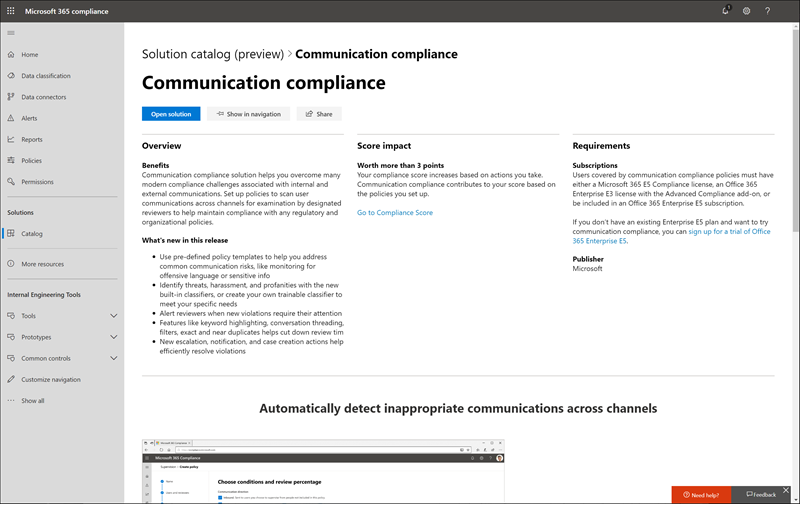 Microsoft 365 compliance
1
?
Home
Data classification
Data connectors
Alerts
Reports
Policies
Permissions
Solutions
Catalog
More resources
Internal Engineering Tools
Tools
Prototypes
Common controls
Customize navigation
Show all
Solution catalog (preview) > Communication compliance
Communication compliance
Open solution
Show in navigation
Share
Overview
Benefits
Communication compliance solution helps you overcome many
modern compliance challenges associated with internal and
external communications. Set up policies to scan user
communications across channels for examination by designated
reviewers to help maintain compliance with any regulatory and
organizational policies.
What's new in this release
• Use pre-defined policy templates to help you address
common communication risks, like monitoring for
offensive language or sensitive info
• Identify threats, harassment, and profanities with the new
built-in classifiers, or create your own trainable classifier to
meet your specific needs
• Alert reviewers when new violations require their attention
• Features like keyword highlighting, conversation threading,
filters, exact and near duplicates helps cut down review tim
• New escalation, notification, and case creation actions help
efficiently resolve violations
Score impact
Worth more than 3 points
Your compliance score increases based on actions you take.
Communication compliance contributes to your score based on
the policies you set up.
Go to Compliance Score
Requirements
Subscriptions
Users covered by communication compliance policies must have
either a Microsoft 365 E5 Compliance license, an Office 365
Enterprise E3 license with the Advanced Compliance add-on, or
be included in an Office 365 Enterprise E5 subscription.
If you don't have an existing Enterprise E5 plan and want to try
communication compliance, you can sign up for a trial of Office
365 Enterprise E5.
Publisher
Microsoft
Automatically detect inappropriate communications across channels
Microsoft 365 Compliance
Supervision > Create policy
Choose conditions and review percentage
Need help?
Feedback